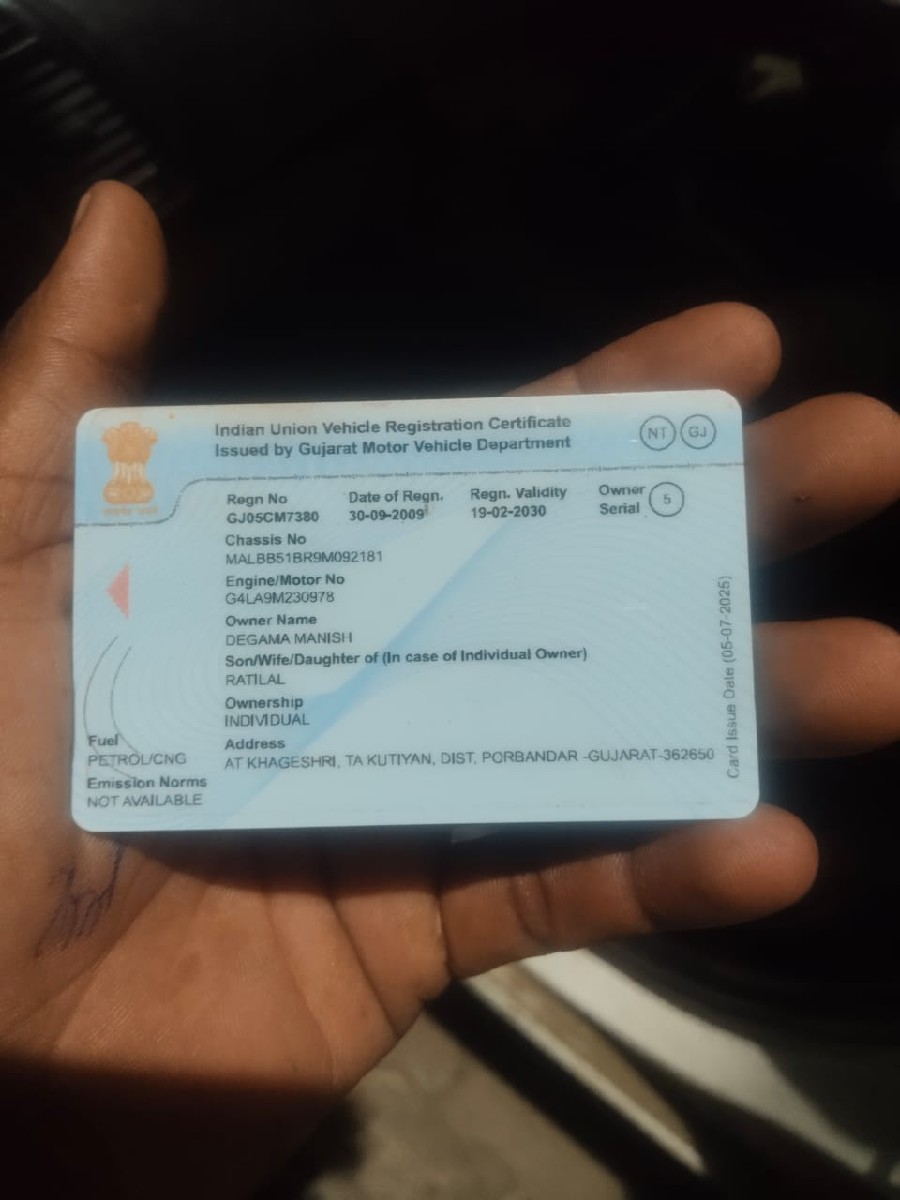 Indian Union Vehicle Registration Certificate
Issued by Gujarat Motor Vehicle Department
NT GJ
Regn No Date of Regn. Regn. Validity Owner Serial 5
GJ05CM7380 30-09-2009 19-02-2030
Chassis No
MALBB51BR9M092181
Engine/Motor No
G4LA9M230978
Owner Name
DEGAMA MANISH
Son/Wife/Daughter of (In case of Individual Owner)
RATILAL
Ownership
INDIVIDUAL
Fuel
PETROL/CNG
Emission Norms
NOT AVAILABLE
Address
AT KHAGESHRI, TA KUTIYAN, DIST. PORBANDAR -GUJARAT-362650
Card Issue Date (05-07-2025)